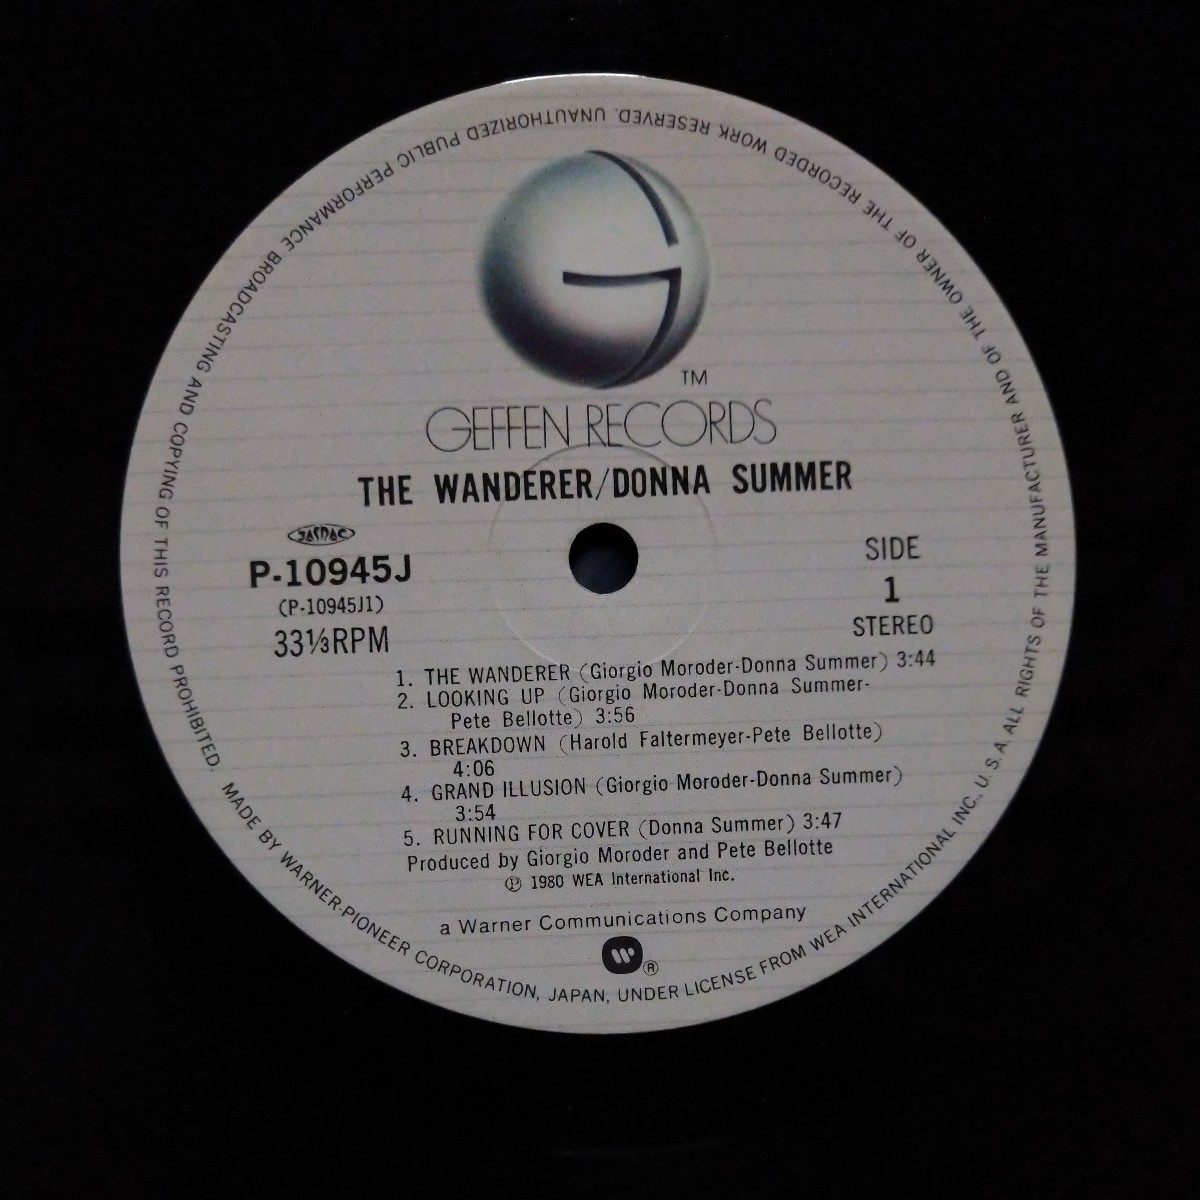 TM
GEFFEN RECORDS
THE WANDERER/DONNA SUMMER
JASRAC
P-10945J
(P-10945J1)
33⅓RPM
SIDE
1
STEREO
1. THE WANDERER (Giorgio Moroder-Donna Summer) 3:44
2. LOOKING UP (Giorgio Moroder-Donna Summer-
Pete Bellotte) 3:56
3. BREAKDOWN (Harold Faltermeyer-Pete Bellotte)
4:06
4. GRAND ILLUSION (Giorgio Moroder-Donna Summer)
3:54
5. RUNNING FOR COVER (Donna Summer) 3:47
Produced by Giorgio Moroder and Pete Bellotte
℗ 1980 WEA International Inc.
a Warner Communications Company
W ®
MADE BY WARNER-PIONEER CORPORATION, JAPAN, UNDER LICENSE FROM WEA INTERNATIONAL INC., U.S.A. ALL RIGHTS OF THE MANUFACTURER AND OF THE OWNER OF THE RECORDED WORK RESERVED. UNAUTHORIZED PUBLIC PERFORMANCE BROADCASTING AND COPYING OF THIS RECORD PROHIBITED.